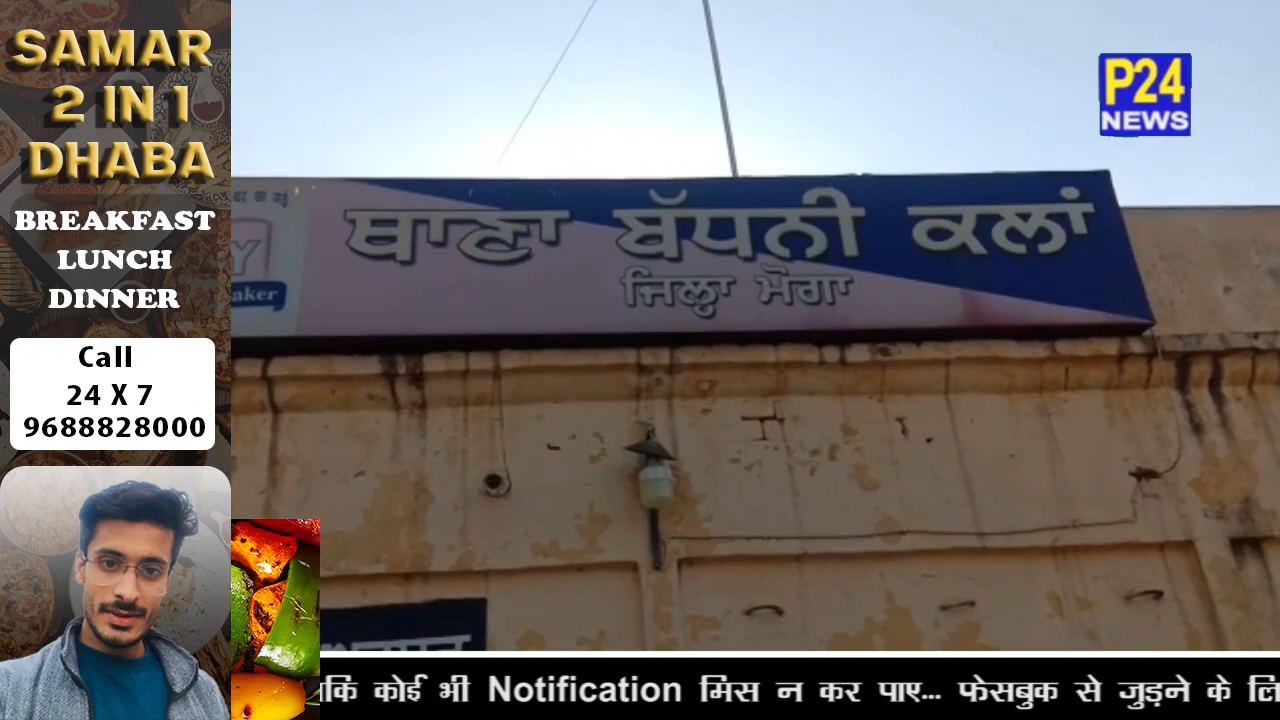 SAMAR
2 IN 1
DHABA
BREAKFAST
LUNCH
DINNER
Call
24 X 7
9688828000
P24
NEWS
ਥਾਣਾ ਬੱਧਨੀ ਕਲਾਂ
ਜਿਲ੍ਹਾ ਮੋਗਾ
कोई भी Notification मिस न कर पाए... फेसबुक से जुड़ने के